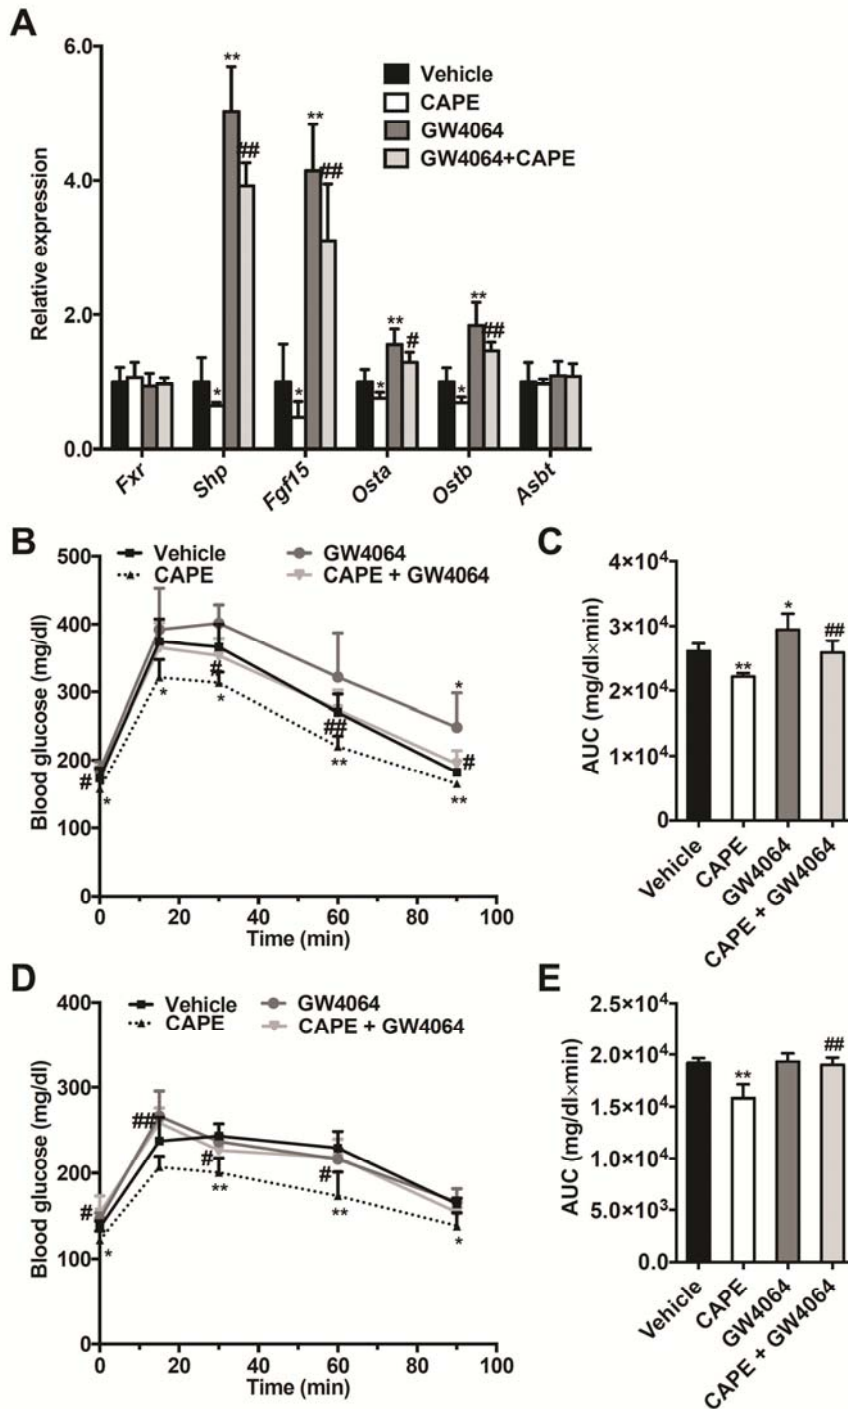 A
6.0
4.0
2.0
0.0
Relative expression
Vehicle
CAPE
GW4064
GW4064+CAPE
** ## ** ## ** # ** ##
* * * *
Fxr Shp Fgf15 Osta Ostb Asbt
B
500
400
300
200
100
0
Blood glucose (mg/dl)
Vehicle
CAPE
GW4064
CAPE + GW4064
# * * # * ## ** * # **
0 20 40 60 80 100
Time (min)
C
4×10⁴
3×10⁴
2×10⁴
1×10⁴
0
AUC (mg/dl×min)
** * ##
Vehicle CAPE GW4064 CAPE + GW4064
D
400
300
200
100
0
Blood glucose (mg/dl)
Vehicle
CAPE
GW4064
CAPE + GW4064
# * ## # ** # ** *
0 20 40 60 80 100
Time (min)
E
2.5×10⁴
2.0×10⁴
1.5×10⁴
1.0×10⁴
5.0×10³
0.0
AUC (mg/dl×min)
** ##
Vehicle CAPE GW4064 CAPE + GW4064